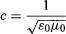 c = 1/√(ε₀μ₀)